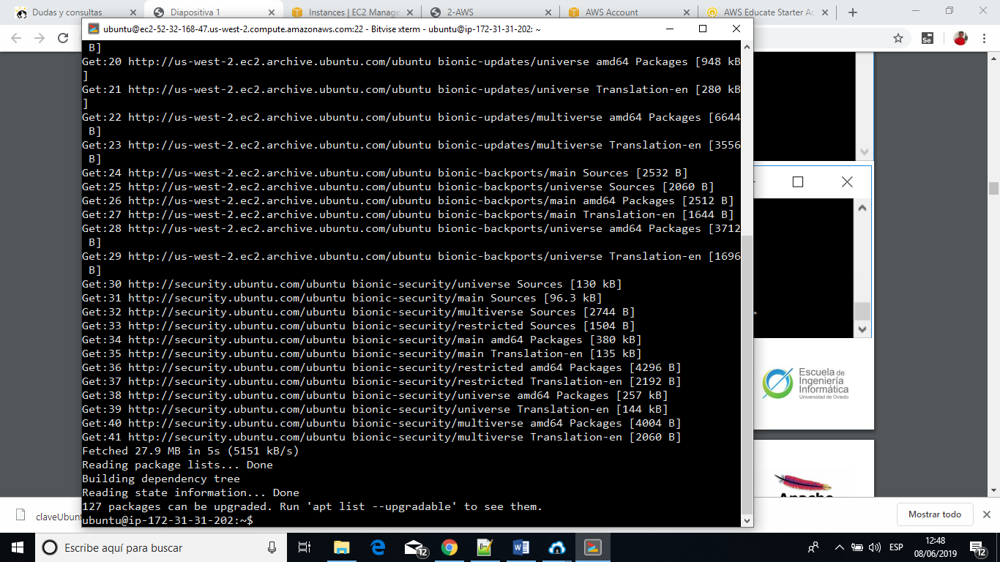 Dudas y consultas
Diapositiva 1
Instances | EC2 Manage
2-AWS
AWS Account
AWS Educate Starter Ac
ubuntu@ec2-52-32-168-47.us-west-2.compute.amazonaws.com:22 - Bitvise xterm - ubuntu@ip-172-31-31-202: ~
B]
Get:20 http://us-west-2.ec2.archive.ubuntu.com/ubuntu bionic-updates/universe amd64 Packages [948 kB
]
Get:21 http://us-west-2.ec2.archive.ubuntu.com/ubuntu bionic-updates/universe Translation-en [280 kB
]
Get:22 http://us-west-2.ec2.archive.ubuntu.com/ubuntu bionic-updates/multiverse amd64 Packages [6644
B]
Get:23 http://us-west-2.ec2.archive.ubuntu.com/ubuntu bionic-updates/multiverse Translation-en [3556
B]
Get:24 http://us-west-2.ec2.archive.ubuntu.com/ubuntu bionic-backports/main Sources [2532 B]
Get:25 http://us-west-2.ec2.archive.ubuntu.com/ubuntu bionic-backports/universe Sources [2060 B]
Get:26 http://us-west-2.ec2.archive.ubuntu.com/ubuntu bionic-backports/main amd64 Packages [2512 B]
Get:27 http://us-west-2.ec2.archive.ubuntu.com/ubuntu bionic-backports/main Translation-en [1644 B]
Get:28 http://us-west-2.ec2.archive.ubuntu.com/ubuntu bionic-backports/universe amd64 Packages [3712
B]
Get:29 http://us-west-2.ec2.archive.ubuntu.com/ubuntu bionic-backports/universe Translation-en [1696
B]
Get:30 http://security.ubuntu.com/ubuntu bionic-security/universe Sources [130 kB]
Get:31 http://security.ubuntu.com/ubuntu bionic-security/main Sources [96.3 kB]
Get:32 http://security.ubuntu.com/ubuntu bionic-security/multiverse Sources [2744 B]
Get:33 http://security.ubuntu.com/ubuntu bionic-security/restricted Sources [1504 B]
Get:34 http://security.ubuntu.com/ubuntu bionic-security/main amd64 Packages [380 kB]
Get:35 http://security.ubuntu.com/ubuntu bionic-security/main Translation-en [135 kB]
Get:36 http://security.ubuntu.com/ubuntu bionic-security/restricted amd64 Packages [4296 B]
Get:37 http://security.ubuntu.com/ubuntu bionic-security/restricted Translation-en [2192 B]
Get:38 http://security.ubuntu.com/ubuntu bionic-security/universe amd64 Packages [257 kB]
Get:39 http://security.ubuntu.com/ubuntu bionic-security/universe Translation-en [144 kB]
Get:40 http://security.ubuntu.com/ubuntu bionic-security/multiverse amd64 Packages [4004 B]
Get:41 http://security.ubuntu.com/ubuntu bionic-security/multiverse Translation-en [2060 B]
Fetched 27.9 MB in 5s (5151 kB/s)
Reading package lists... Done
Building dependency tree
Reading state information... Done
127 packages can be upgraded. Run 'apt list --upgradable' to see them.
ubuntu@ip-172-31-31-202:~$
Se
Escuela de
Ingeniería
Informática
Universidad de Oviedo
claveUbunt
Mostrar todo
Escribe aquí para buscar
12
ESP
12:48
08/06/2019
12